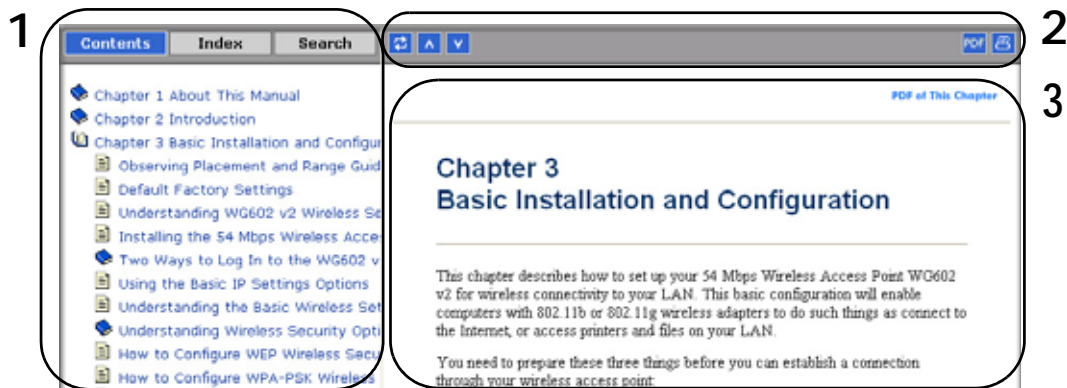 1
Contents Index Search
Chapter 1 About This Manual
Chapter 2 Introduction
Chapter 3 Basic Installation and Configur
Observing Placement and Range Guid
Default Factory Settings
Understanding WG602 v2 Wireless Se
Installing the 54 Mbps Wireless Acce
Two Ways to Log In to the WG602 v
Using the Basic IP Settings Options
Understanding the Basic Wireless Set
Understanding Wireless Security Opti
How to Configure WEP Wireless Secu
How to Configure WPA-PSK Wireless
2
PDF
3
PDF of This Chapter
Chapter 3
Basic Installation and Configuration
This chapter describes how to set up your 54 Mbps Wireless Access Point WG602
v2 for wireless connectivity to your LAN. This basic configuration will enable
computers with 802.11b or 802.11g wireless adapters to do such things as connect to
the Internet, or access printers and files on your LAN.
You need to prepare these three things before you can establish a connection
through your wireless access point: